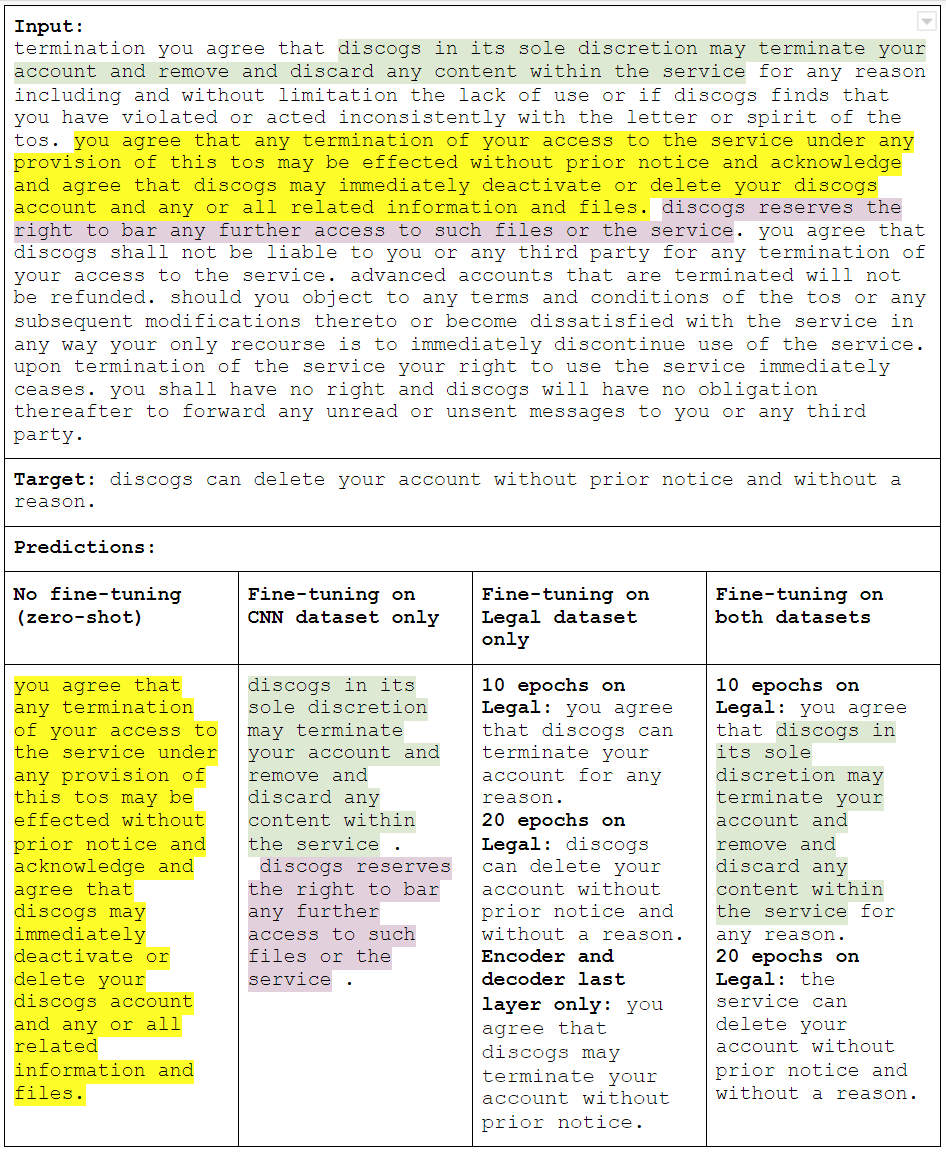 Input:
termination you agree that discogs in its sole discretion may terminate your
account and remove and discard any content within the service for any reason
including and without limitation the lack of use or if discogs finds that
you have violated or acted inconsistently with the letter or spirit of the
tos. you agree that any termination of your access to the service under any
provision of this tos may be effected without prior notice and acknowledge
and agree that discogs may immediately deactivate or delete your discogs
account and any or all related information and files. discogs reserves the
right to bar any further access to such files or the service. you agree that
discogs shall not be liable to you or any third party for any termination of
your access to the service. advanced accounts that are terminated will not
be refunded. should you object to any terms and conditions of the tos or any
subsequent modifications thereto or become dissatisfied with the service in
any way your only recourse is to immediately discontinue use of the service.
upon termination of the service your right to use the service immediately
ceases. you shall have no right and discogs will have no obligation
thereafter to forward any unread or unsent messages to you or any third
party.
Target: discogs can delete your account without prior notice and without a
reason.
Predictions:
No fine-tuning
(zero-shot)
Fine-tuning on
CNN dataset only
Fine-tuning on
Legal dataset
only
Fine-tuning on
both datasets
you agree that
any termination
of your access to
the service under
any provision of
this tos may be
effected without
prior notice and
acknowledge and
agree that
discogs may
immediately
deactivate or
delete your
discogs account
and any or all
related
information and
files.
discogs in its
sole discretion
may terminate
your account and
remove and
discard any
content within
the service .
discogs reserves
the right to bar
any further
access to such
files or the
service .
10 epochs on
Legal: you agree
that discogs can
terminate your
account for any
reason.
20 epochs on
Legal: discogs
can delete your
account without
prior notice and
without a reason.
Encoder and
decoder last
layer only: you
agree that
discogs may
terminate your
account without
prior notice.
10 epochs on
Legal: you agree
that discogs in
its sole
discretion may
terminate your
account and
remove and
discard any
content within
the service for
any reason.
20 epochs on
Legal: the
service can
delete your
account without
prior notice and
without a reason.